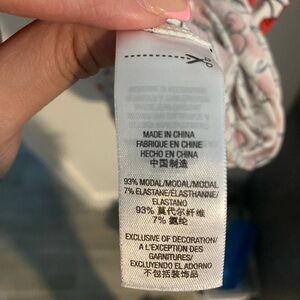 MADE IN CHINA
FABRIQUE EN CHINE
HECHO EN CHINA
中国制造
93% MODAL/MODAL/MODAL
7% ELASTANE/ÉLASTHANNE/
ELASTANO
93% 莫代尔纤维
7% 氨纶
EXCLUSIVE OF DECORATION/
A L'EXCEPTION DES
GARNITURES/
EXCLUYENDO EL ADORNO
不包括装饰品